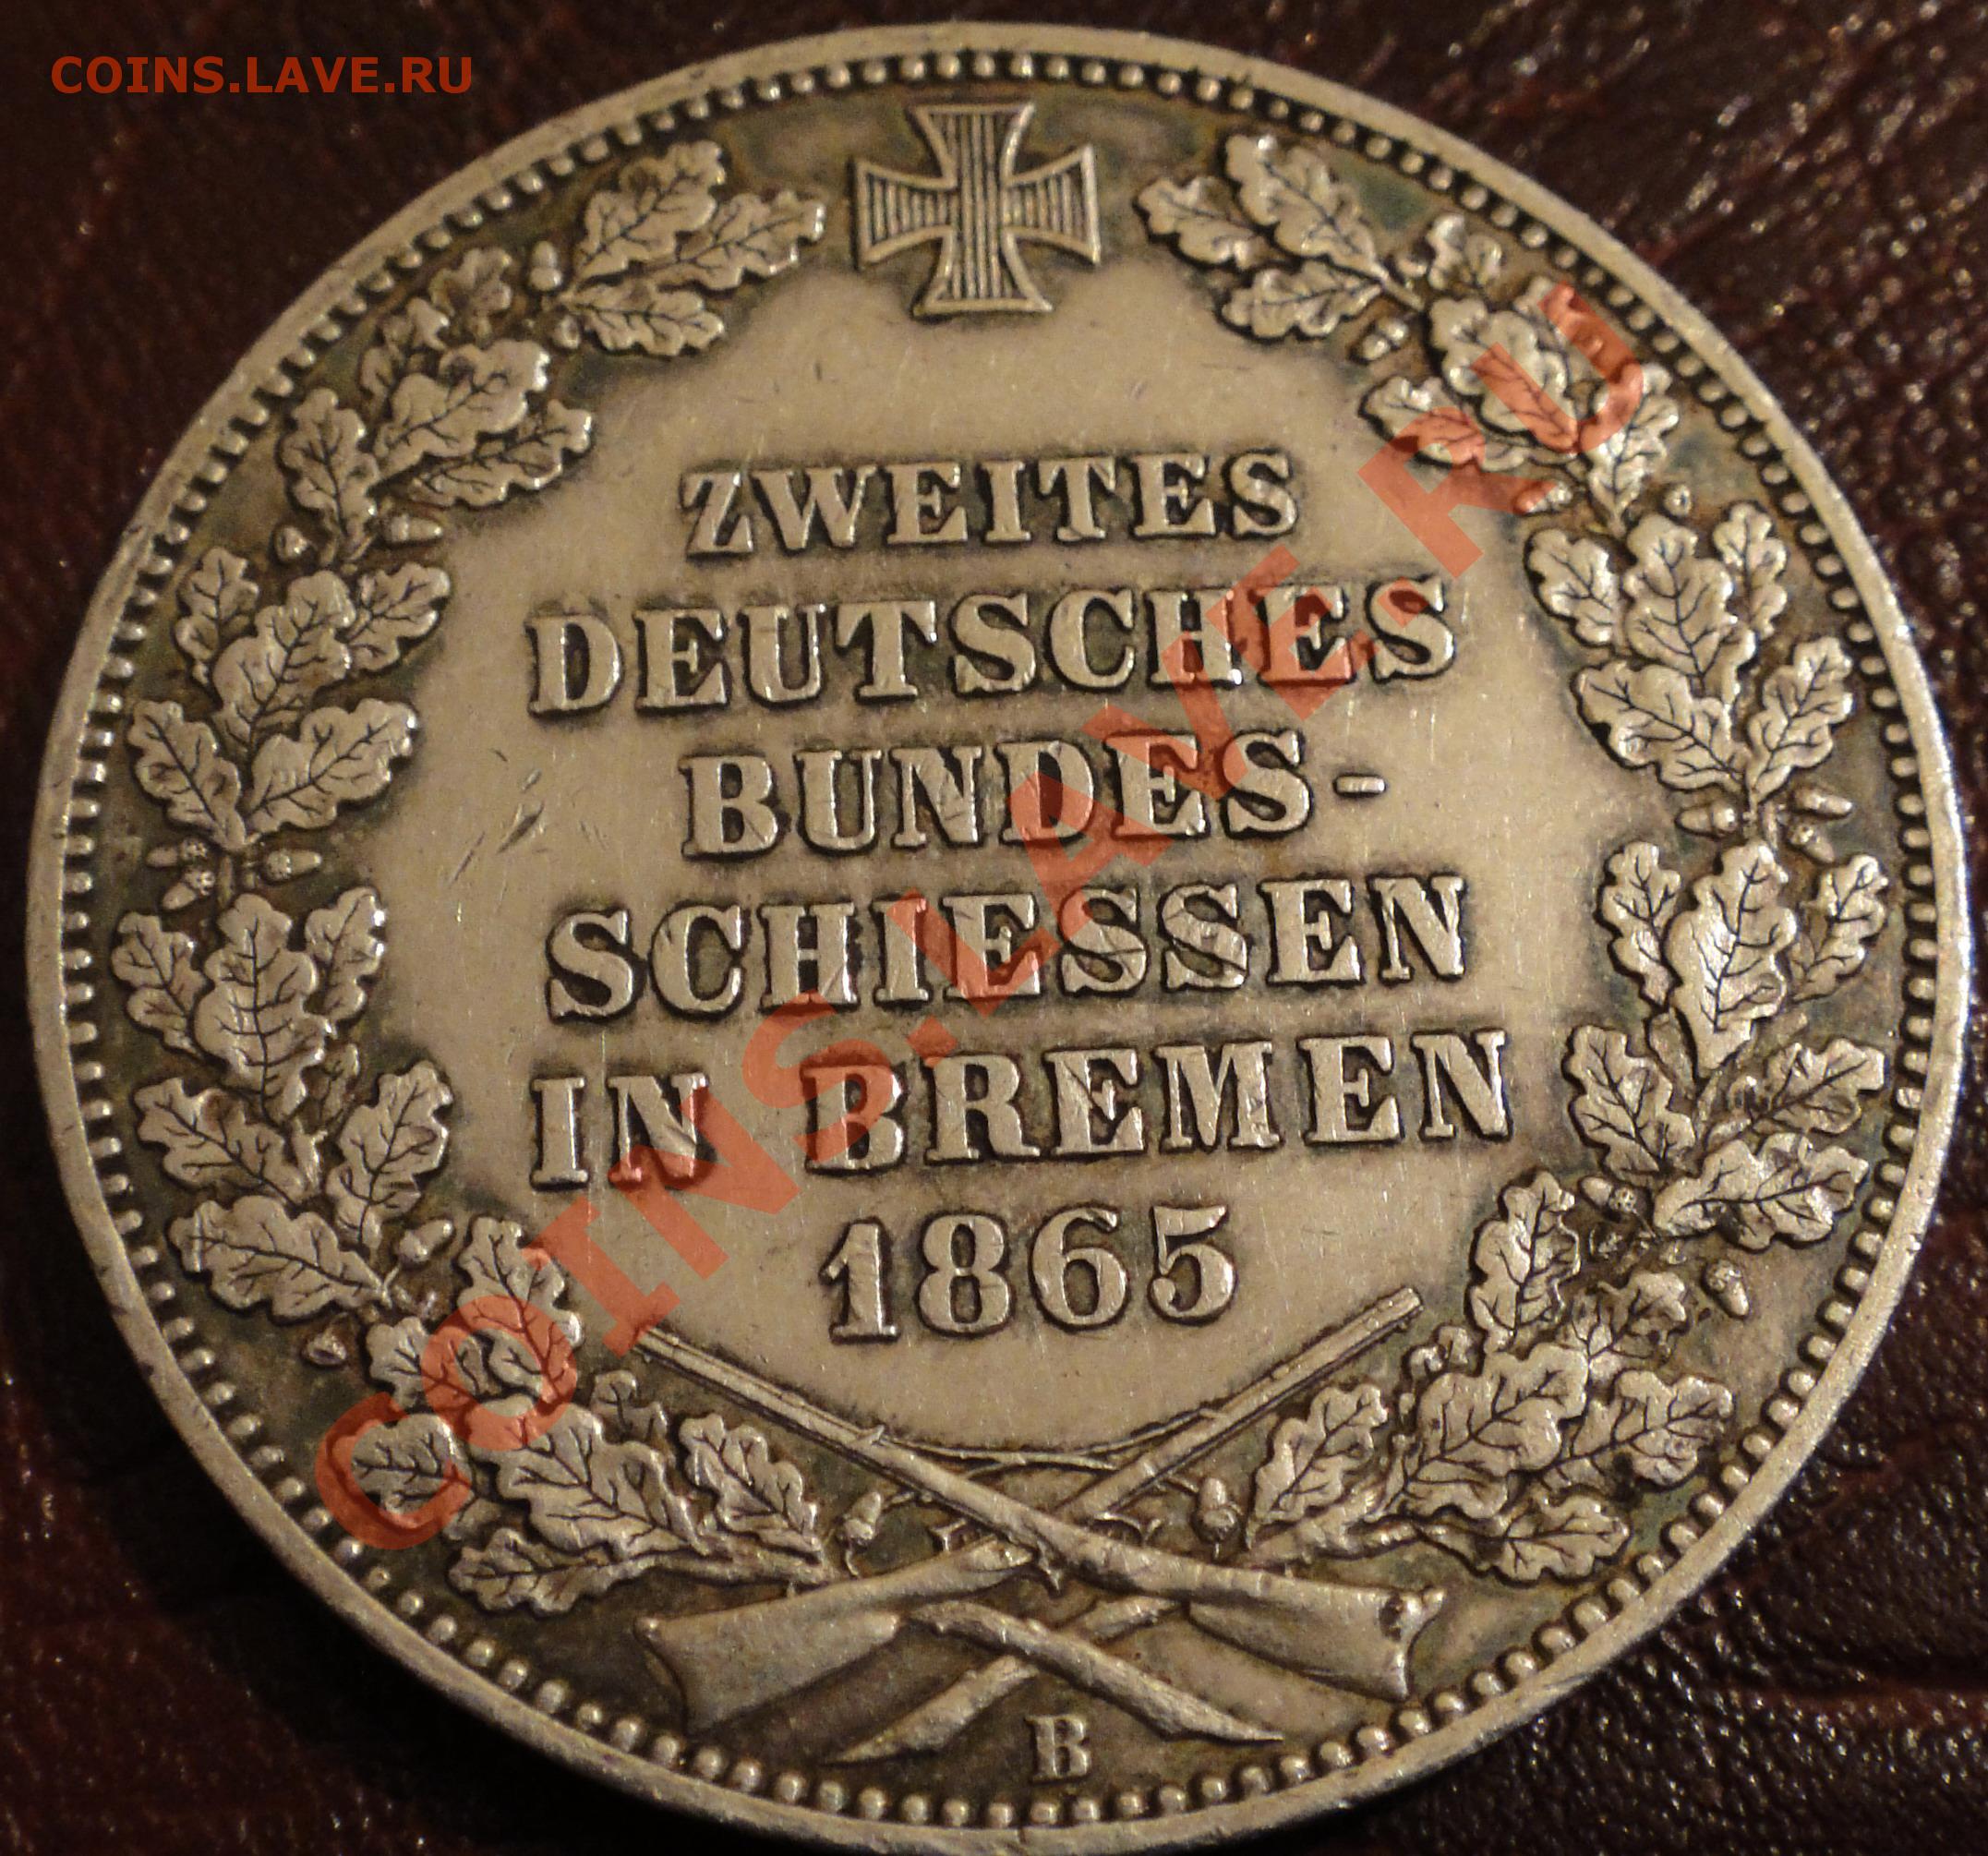 COINS.LAVE.RU
ZWEITES
DEUTSCHES
BUNDES-
SCHIESSEN
IN BREMEN
1865
B
COINS.LAVE.RU